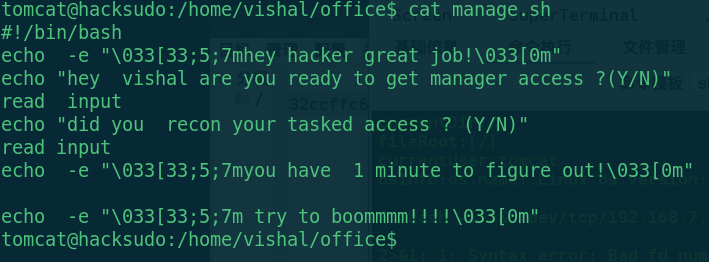 tomcat@hacksudo:/home/vishal/office$ cat manage.sh
#!/bin/bash
echo  -e "\033[33;5;7mhey hacker great job!\033[0m"
echo "hey  vishal are you ready to get manager access ?(Y/N)"
read  input
echo "did you  recon your tasked access ? (Y/N)"
read input
echo  -e "\033[33;5;7myou have  1 minute to figure out!\033[0m"
echo  -e "\033[33;5;7m try to boommmm!!!!\033[0m"
tomcat@hacksudo:/home/vishal/office$